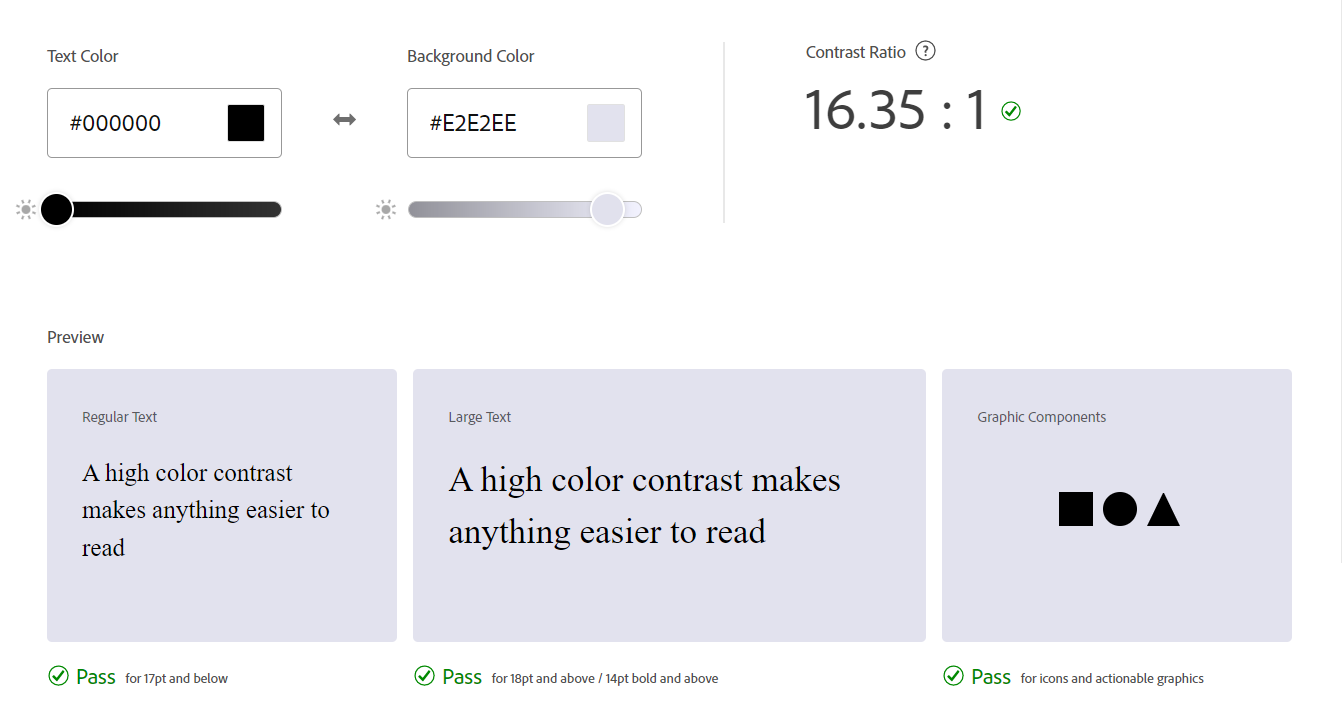 Text Color
Background Color
Contrast Ratio ?
#000000
#E2E2EE
16.35 : 1
Preview
Regular Text
A high color contrast
makes anything easier to
read
Large Text
A high color contrast makes
anything easier to read
Graphic Components
Pass for 17pt and below
Pass for 18pt and above / 14pt bold and above
Pass for icons and actionable graphics